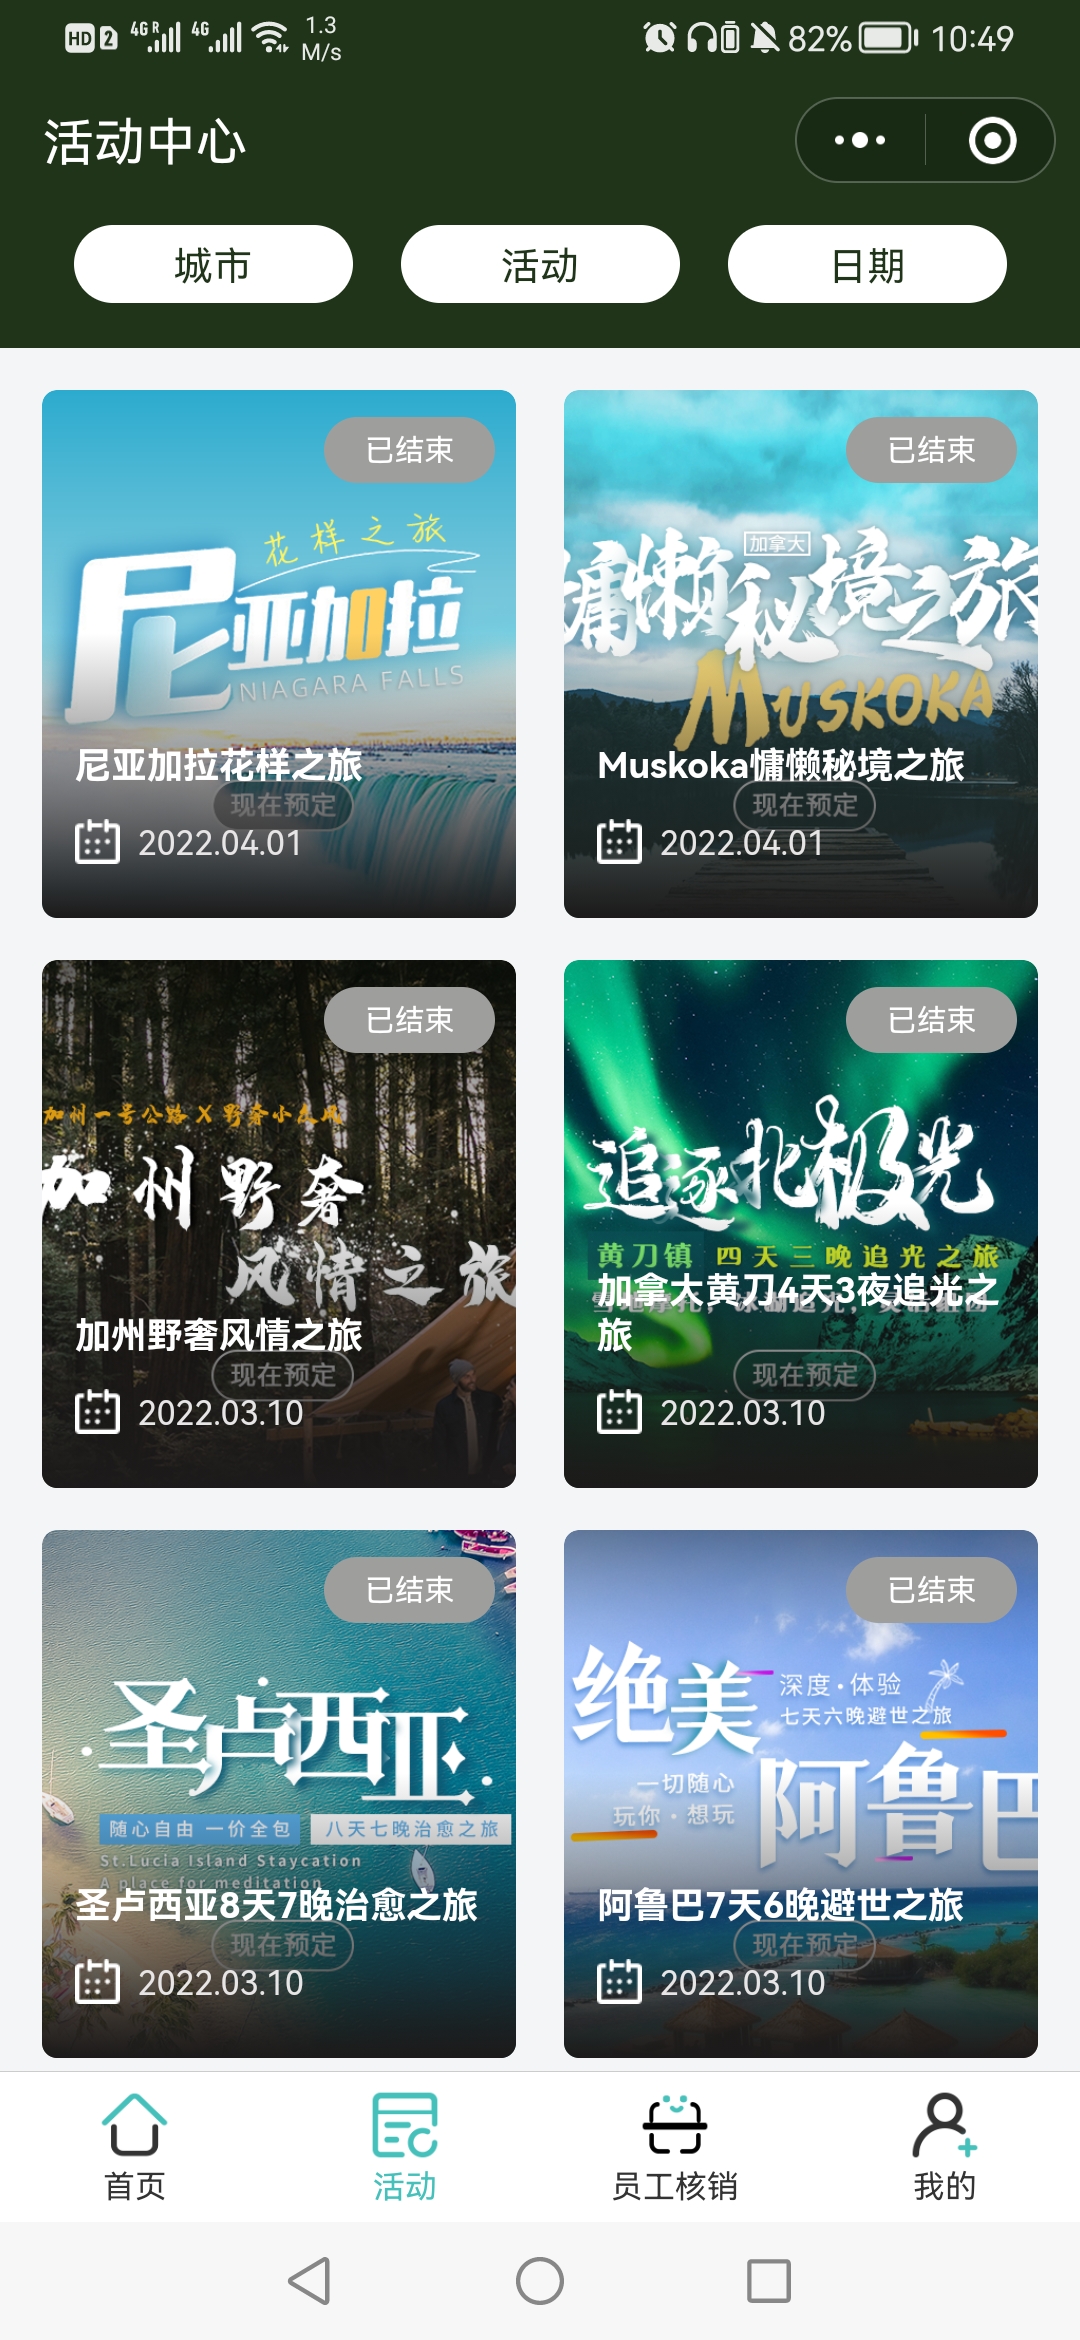 HD 2 4G R 4G 1.3 M/s 82% 10:49
活动中心
城市 活动 日期
已结束
花样之旅
尼亚加拉
NIAGARA FALLS
尼亚加拉花样之旅
现在预定
2022.04.01
已结束
加拿大
慵懒秘境之旅
MUSKOKA
Muskoka慵懒秘境之旅
现在预定
2022.04.01
已结束
加州一号公路 X 野奢小众风
加州野奢
风情之旅
加州野奢风情之旅
现在预定
2022.03.10
已结束
追逐北极光
黄刀镇 四天三晚追光之旅
加拿大黄刀4天3夜追光之
旅
现在预定
2022.03.10
已结束
圣卢西亚
随心自由 一价全包 八天七晚治愈之旅
St.Lucia Island Staycation
A place for meditation
圣卢西亚8天7晚治愈之旅
现在预定
2022.03.10
已结束
绝美
深度·体验
七天六晚避世之旅
一切随心
玩你·想玩
阿鲁巴
阿鲁巴7天6晚避世之旅
现在预定
2022.03.10
首页 活动 员工核销 我的